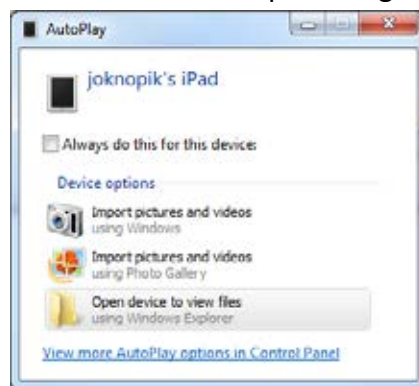 AutoPlay
joknopik's iPad
Always do this for this device:
Device options
Import pictures and videos
using Windows
Import pictures and videos
using Photo Gallery
Open device to view files
using Windows Explorer
View more AutoPlay options in Control Panel